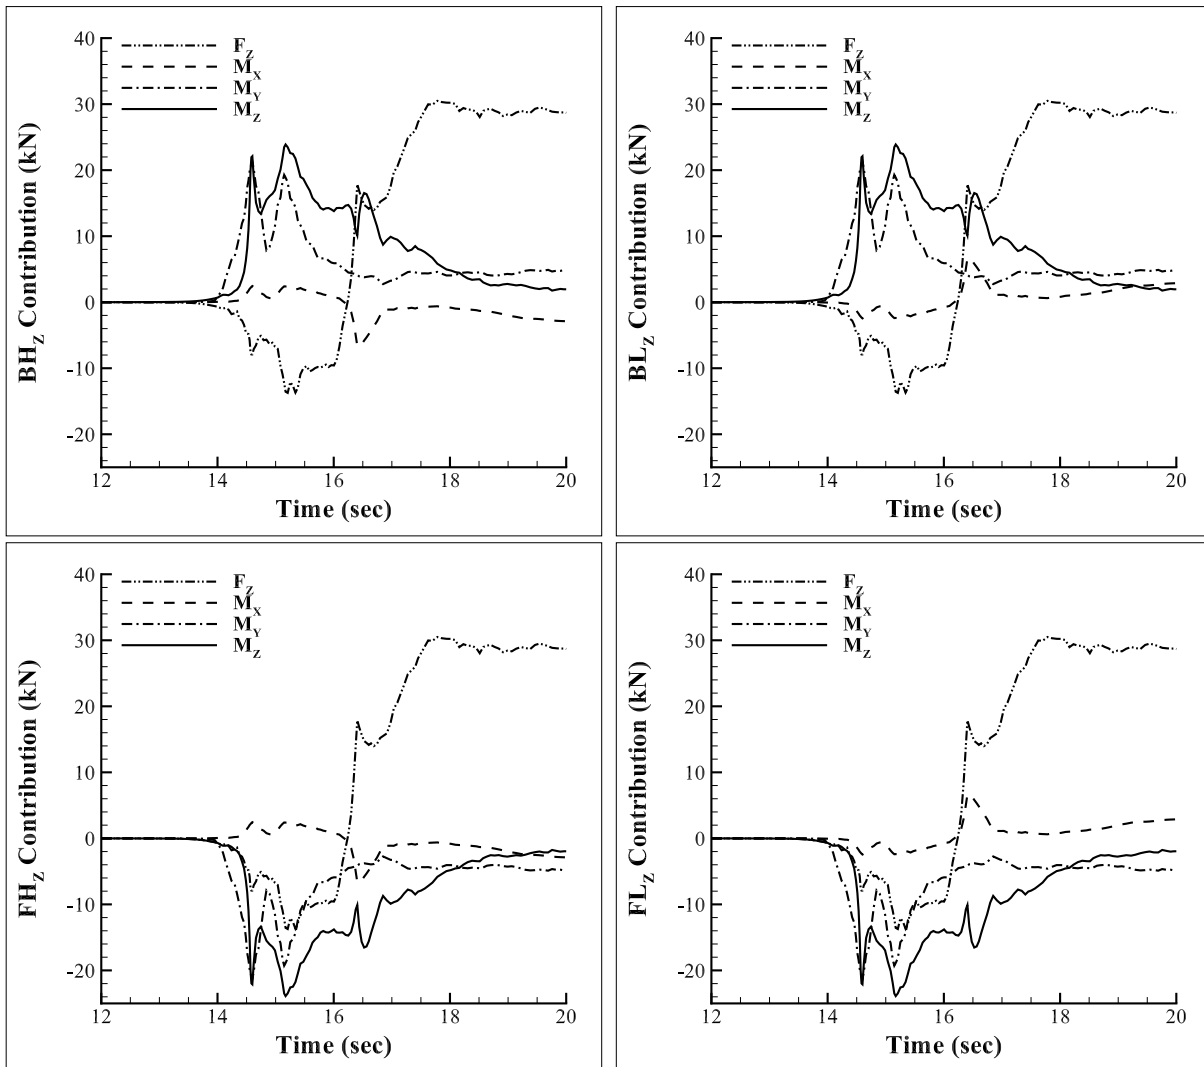 BH_Z Contribution (kN)
40
30
20
10
0
-10
-20
F_Z
M_X
M_Y
M_Z
12 14 16 18 20
Time (sec)
BL_Z Contribution (kN)
40
30
20
10
0
-10
-20
F_Z
M_X
M_Y
M_Z
12 14 16 18 20
Time (sec)
FH_Z Contribution (kN)
40
30
20
10
0
-10
-20
F_Z
M_X
M_Y
M_Z
12 14 16 18 20
Time (sec)
FL_Z Contribution (kN)
40
30
20
10
0
-10
-20
F_Z
M_X
M_Y
M_Z
12 14 16 18 20
Time (sec)